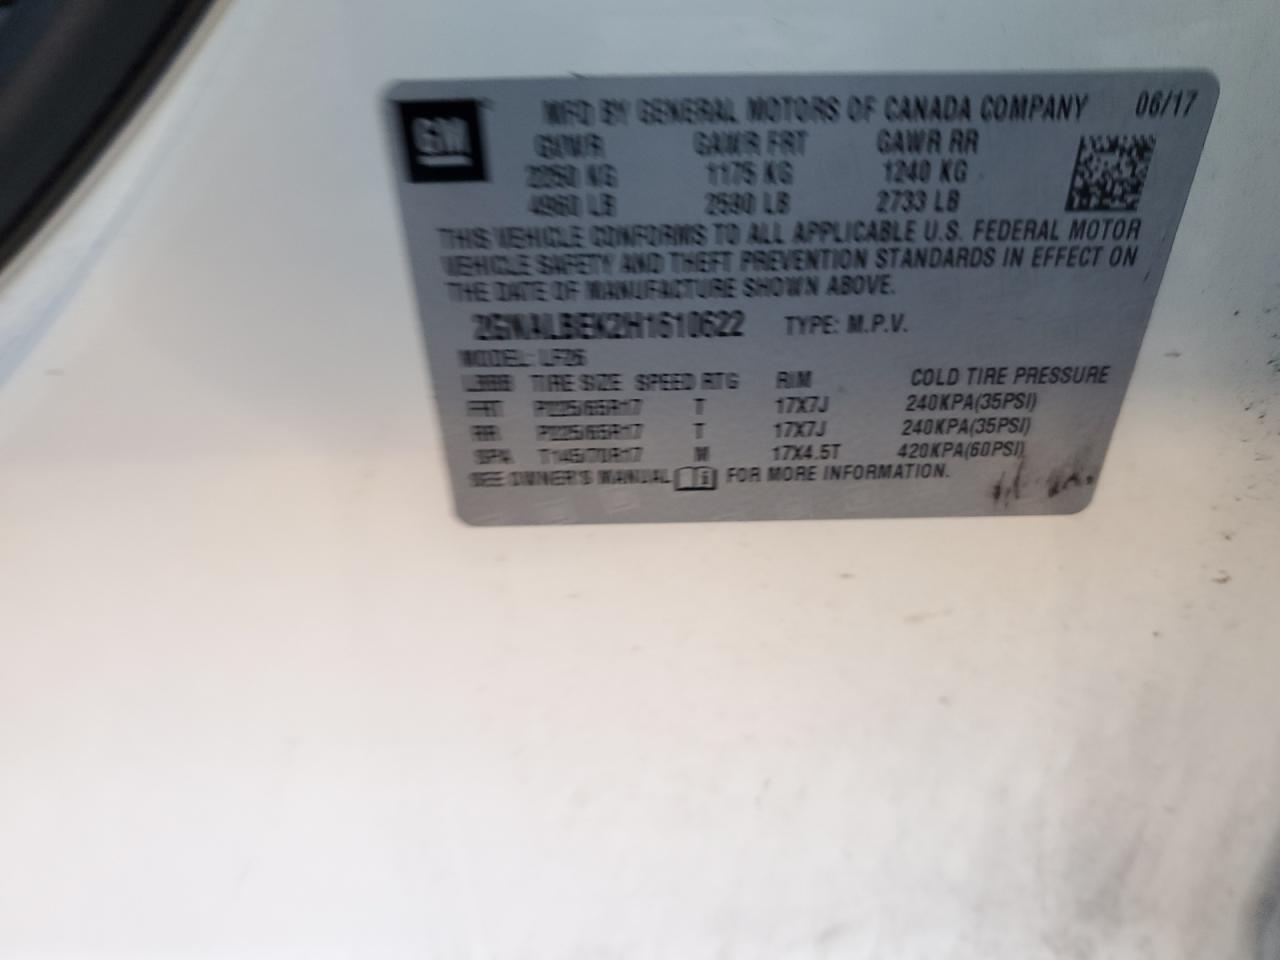 GM
MFD BY GENERAL MOTORS OF CANADA COMPANY 06/17
GVWR GAWR FRT GAWR RR
2250 KG 1175 KG 1240 KG
4960 LB 2590 LB 2733 LB
THIS VEHICLE CONFORMS TO ALL APPLICABLE U.S. FEDERAL MOTOR
VEHICLE SAFETY AND THEFT PREVENTION STANDARDS IN EFFECT ON
THE DATE OF MANUFACTURE SHOWN ABOVE.
TYPE: M.P.V.
MODEL: LF26
TIRE SIZE SPEED RTG RIM COLD TIRE PRESSURE
FRT P225/65R17 T 17X7J 240KPA(35PSI)
RR P225/65R17 T 17X7J 240KPA(35PSI)
SPA T145/70R17 M 17X4.5T 420KPA(60PSI)
SEE OWNER'S MANUAL FOR MORE INFORMATION.